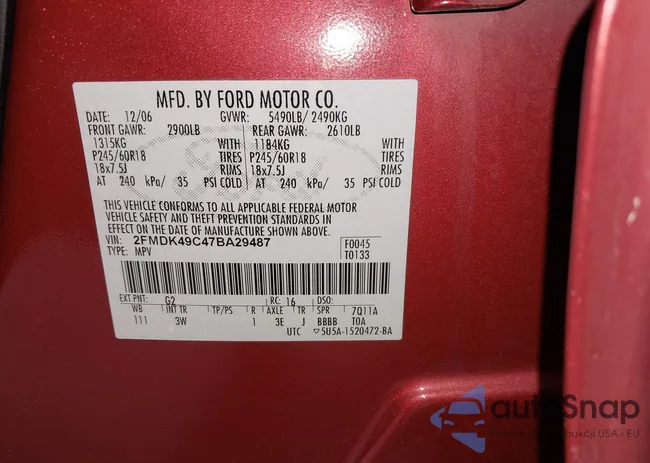 MFD. BY FORD MOTOR CO.
DATE: 12/06 GVWR: 5490LB/ 2490KG
FRONT GAWR: 2900LB REAR GAWR: 2610LB
1315KG WITH 1184KG WITH
P245/60R18 TIRES P245/60R18 TIRES
18x7.5J RIMS 18x7.5J RIMS
AT 240 kPa/ 35 PSI COLD AT 240 kPa/ 35 PSI COLD
THIS VEHICLE CONFORMS TO ALL APPLICABLE FEDERAL MOTOR
VEHICLE SAFETY AND THEFT PREVENTION STANDARDS IN
EFFECT ON THE DATE OF MANUFACTURE SHOWN ABOVE.
VIN: 2FMDK49C47BA29487 F0045
TYPE: MPV T0133
EXT PNT: G2 RC: 16 DSO:
WB INT TR TP/PS R AXLE TR SPR 7Q11A
111 3W 1 3E J BBBB TOA
UTC 5U5A-1520472-BA
autoSnap
aukcji USA i EU